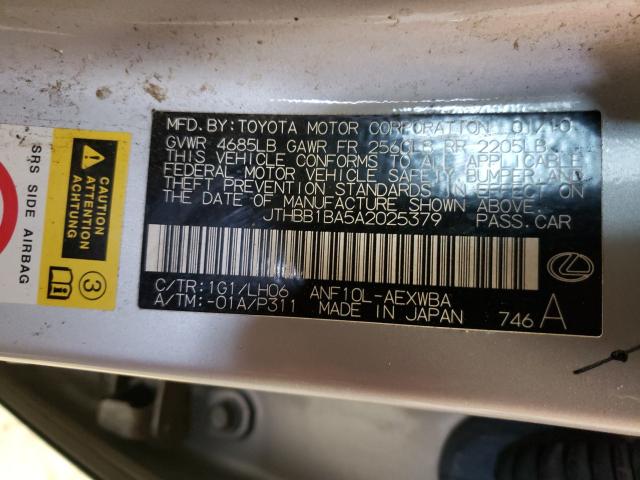 MFD. BY: TOYOTA MOTOR CORPORATION 01/10
GVWR 4685LB GAWR FR 2560LB RR 2205LB
THIS VEHICLE CONFORMS TO ALL APPLICABLE
FEDERAL MOTOR VEHICLE SAFETY, BUMPER, AND
THEFT PREVENTION STANDARDS IN EFFECT ON
THE DATE OF MANUFACTURE SHOWN ABOVE.
JTHBB1BA5A2025379 PASS.CAR
C/TR:1G1/LH06 ANF10L-AEXWBA
A/TM:-01A/P311 MADE IN JAPAN 746 A
SRS SIDE AIRBAG
CAUTION
ATTENTION
3